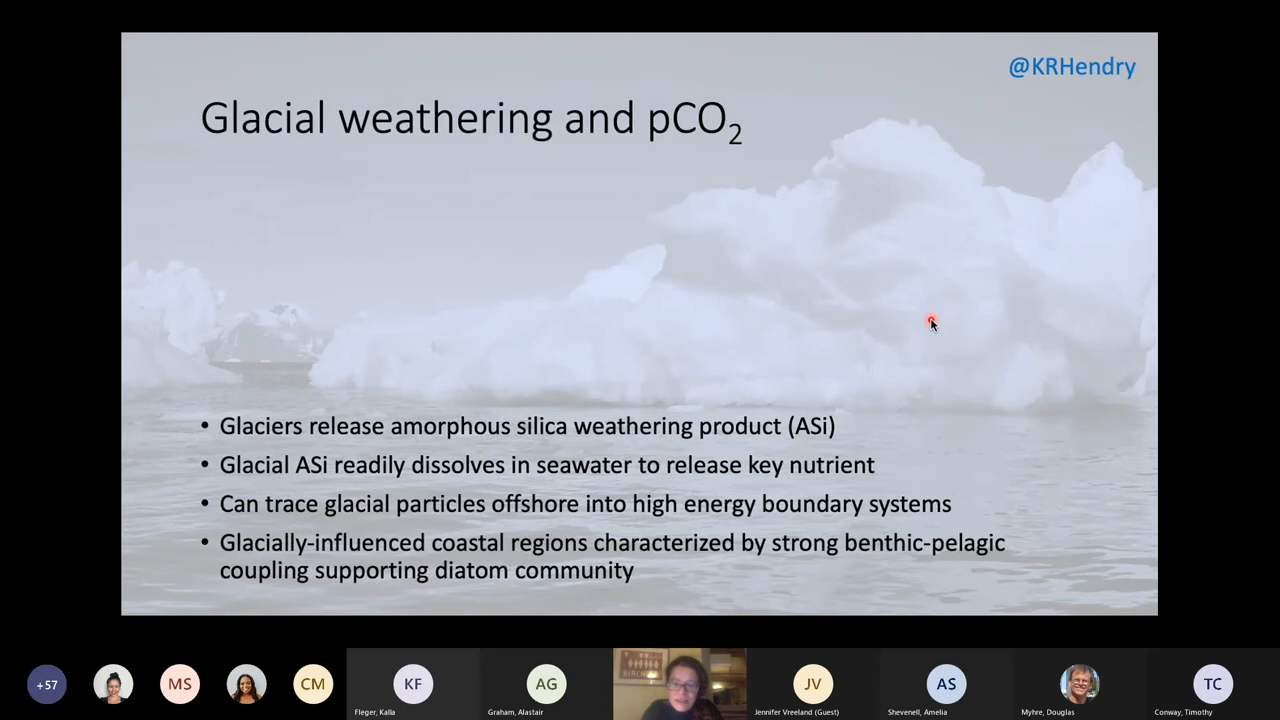 @KRHendry
Glacial weathering and pCO₂
• Glaciers release amorphous silica weathering product (ASi)
• Glacial ASi readily dissolves in seawater to release key nutrient
• Can trace glacial particles offshore into high energy boundary systems
• Glacially-influenced coastal regions characterized by strong benthic-pelagic
coupling supporting diatom community
+57
MS
CM
KF
AG
JV
AS
TC
Fleger, Kalla
Graham, Alastair
Jennifer Vreeland (Guest)
Shevenell, Amelia
Myhre, Douglas
Conway, Timothy